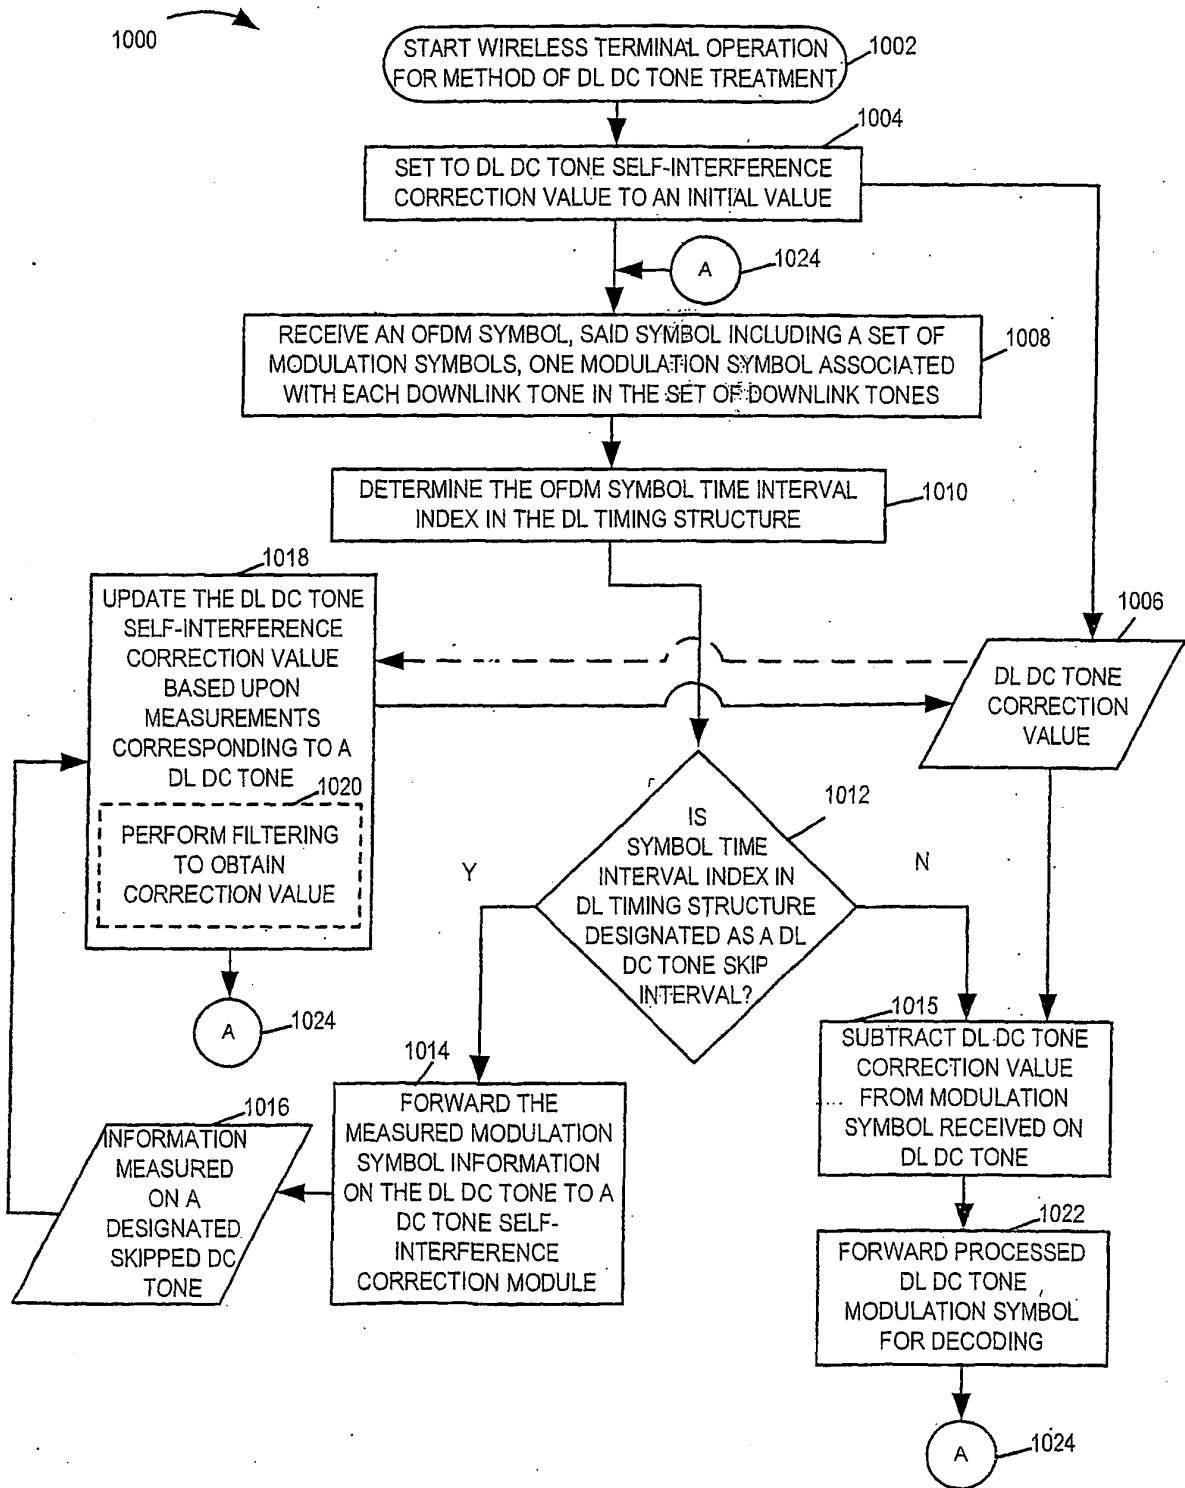 1000
START WIRELESS TERMINAL OPERATION
FOR METHOD OF DL DC TONE TREATMENT
1002
1004
SET TO DL DC TONE SELF-INTERFERENCE
CORRECTION VALUE TO AN INITIAL VALUE
A
1024
RECEIVE AN OFDM SYMBOL, SAID SYMBOL INCLUDING A SET OF
MODULATION SYMBOLS, ONE MODULATION SYMBOL ASSOCIATED
WITH EACH DOWNLINK TONE IN THE SET OF DOWNLINK TONES
1008
DETERMINE THE OFDM SYMBOL TIME INTERVAL
INDEX IN THE DL TIMING STRUCTURE
1010
1018
UPDATE THE DL DC TONE
SELF-INTERFERENCE
CORRECTION VALUE
BASED UPON
MEASUREMENTS
CORRESPONDING TO A
DL DC TONE
1020
PERFORM FILTERING
TO OBTAIN
CORRECTION VALUE
A
1024
1006
DL DC TONE
CORRECTION
VALUE
1012
IS
SYMBOL TIME
INTERVAL INDEX IN
DL TIMING STRUCTURE
DESIGNATED AS A DL
DC TONE SKIP
INTERVAL?
Y
N
1014
FORWARD THE
MEASURED MODULATION
SYMBOL INFORMATION
ON THE DL DC TONE TO A
DC TONE SELF-
INTERFERENCE
CORRECTION MODULE
1016
INFORMATION
MEASURED
ON A
DESIGNATED
SKIPPED DC
TONE
1015
SUBTRACT DL DC TONE
CORRECTION VALUE
FROM MODULATION
SYMBOL RECEIVED ON
DL DC TONE
1022
FORWARD PROCESSED
DL DC TONE
MODULATION SYMBOL
FOR DECODING
A
1024